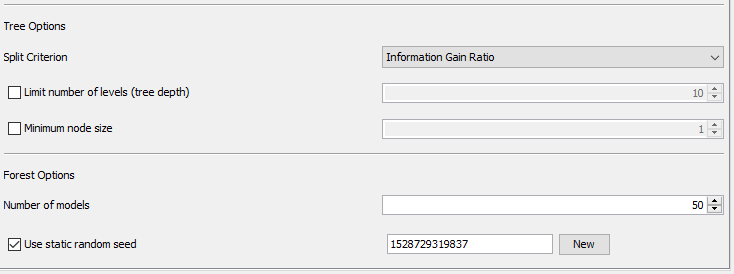 Tree Options
Split Criterion Information Gain Ratio
Limit number of levels (tree depth) 10
Minimum node size 1
Forest Options
Number of models 50
Use static random seed 1528729319837 New